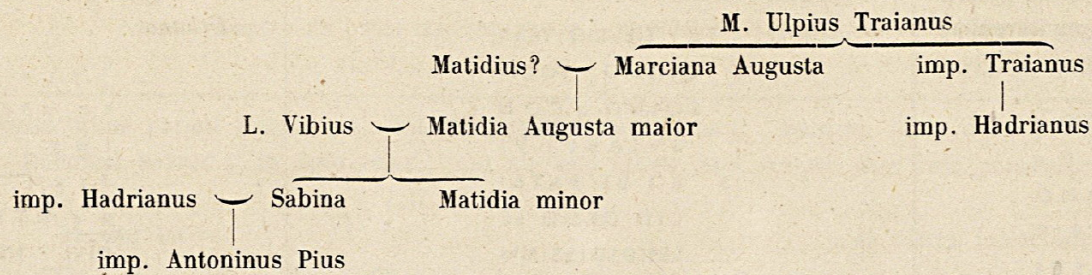 M. Ulpius Traianus
Matidius? Marciana Augusta imp. Traianus
L. Vibius Matidia Augusta maior imp. Hadrianus
imp. Hadrianus Sabina Matidia minor
imp. Antoninus Pius